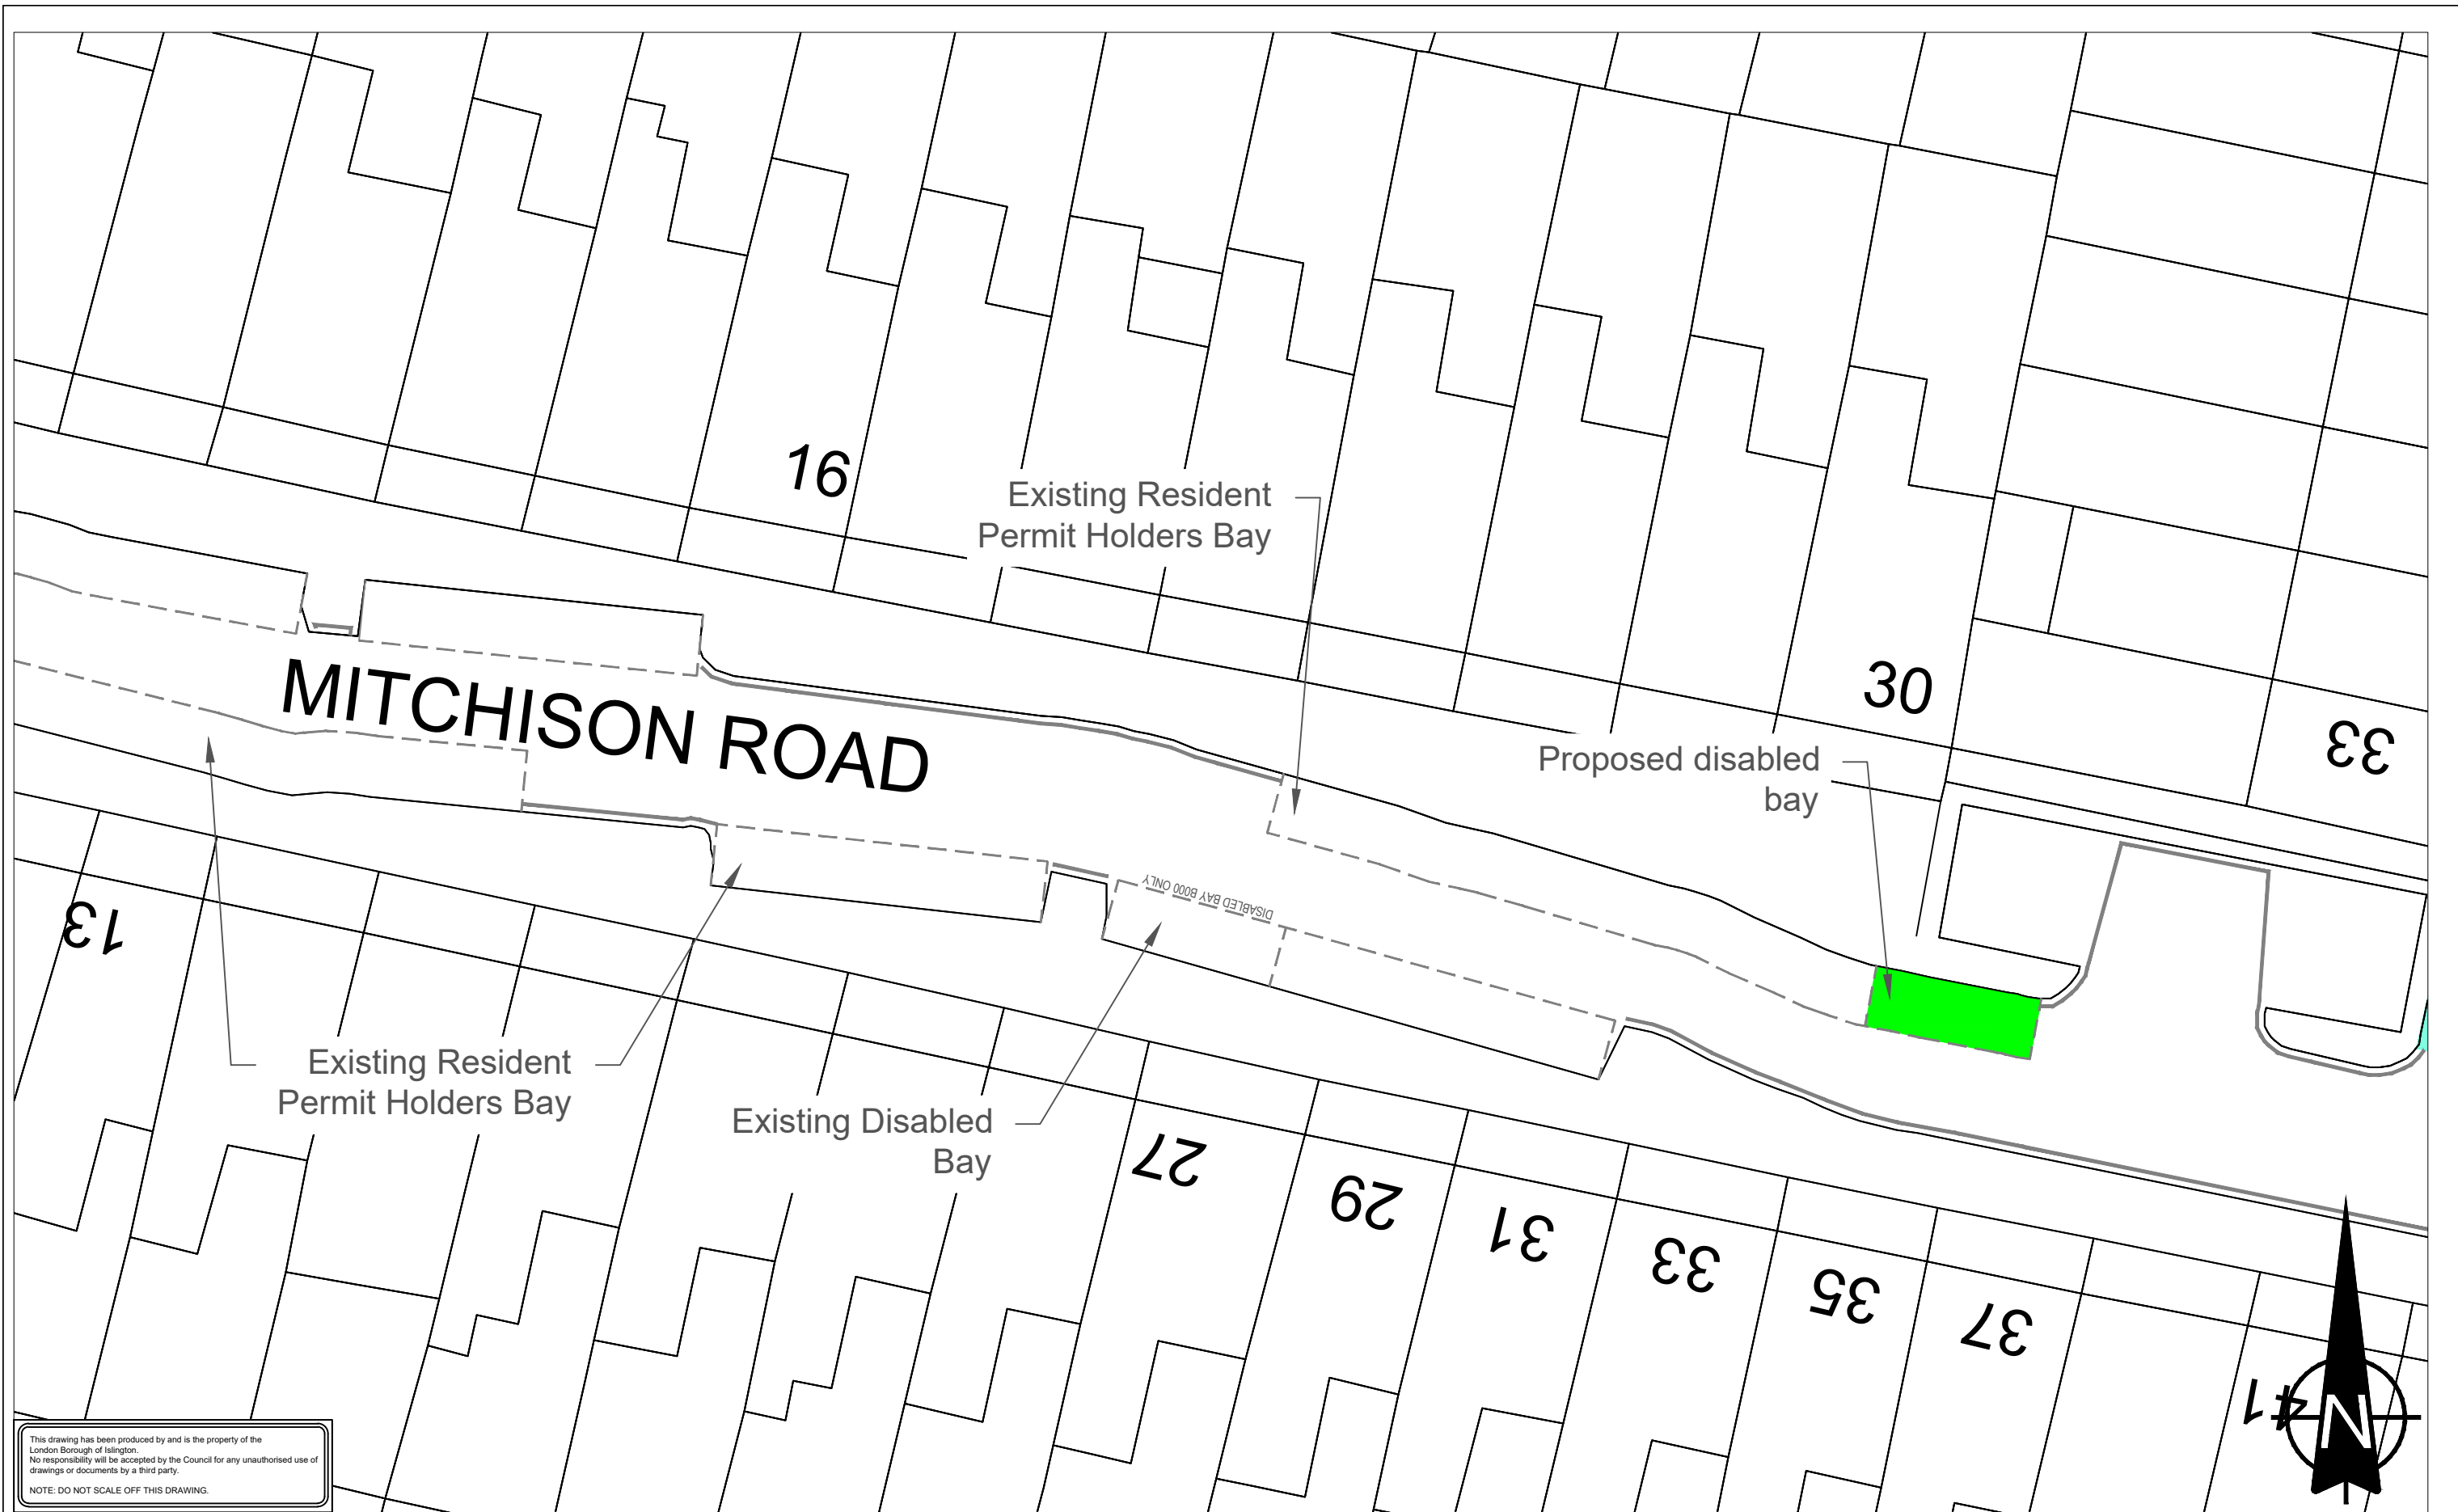 16
Existing Resident
Permit Holders Bay
30
33
MITCHISON ROAD
Proposed disabled
bay
DISABLED BAY B000 ONLY
13
Existing Resident
Permit Holders Bay
Existing Disabled
Bay
27
29
31
33
35
37
41
N
This drawing has been produced by and is the property of the
London Borough of Islington.
No responsibility will be accepted by the Council for any unauthorised use of
drawings or documents by a third party.
NOTE: DO NOT SCALE OFF THIS DRAWING.